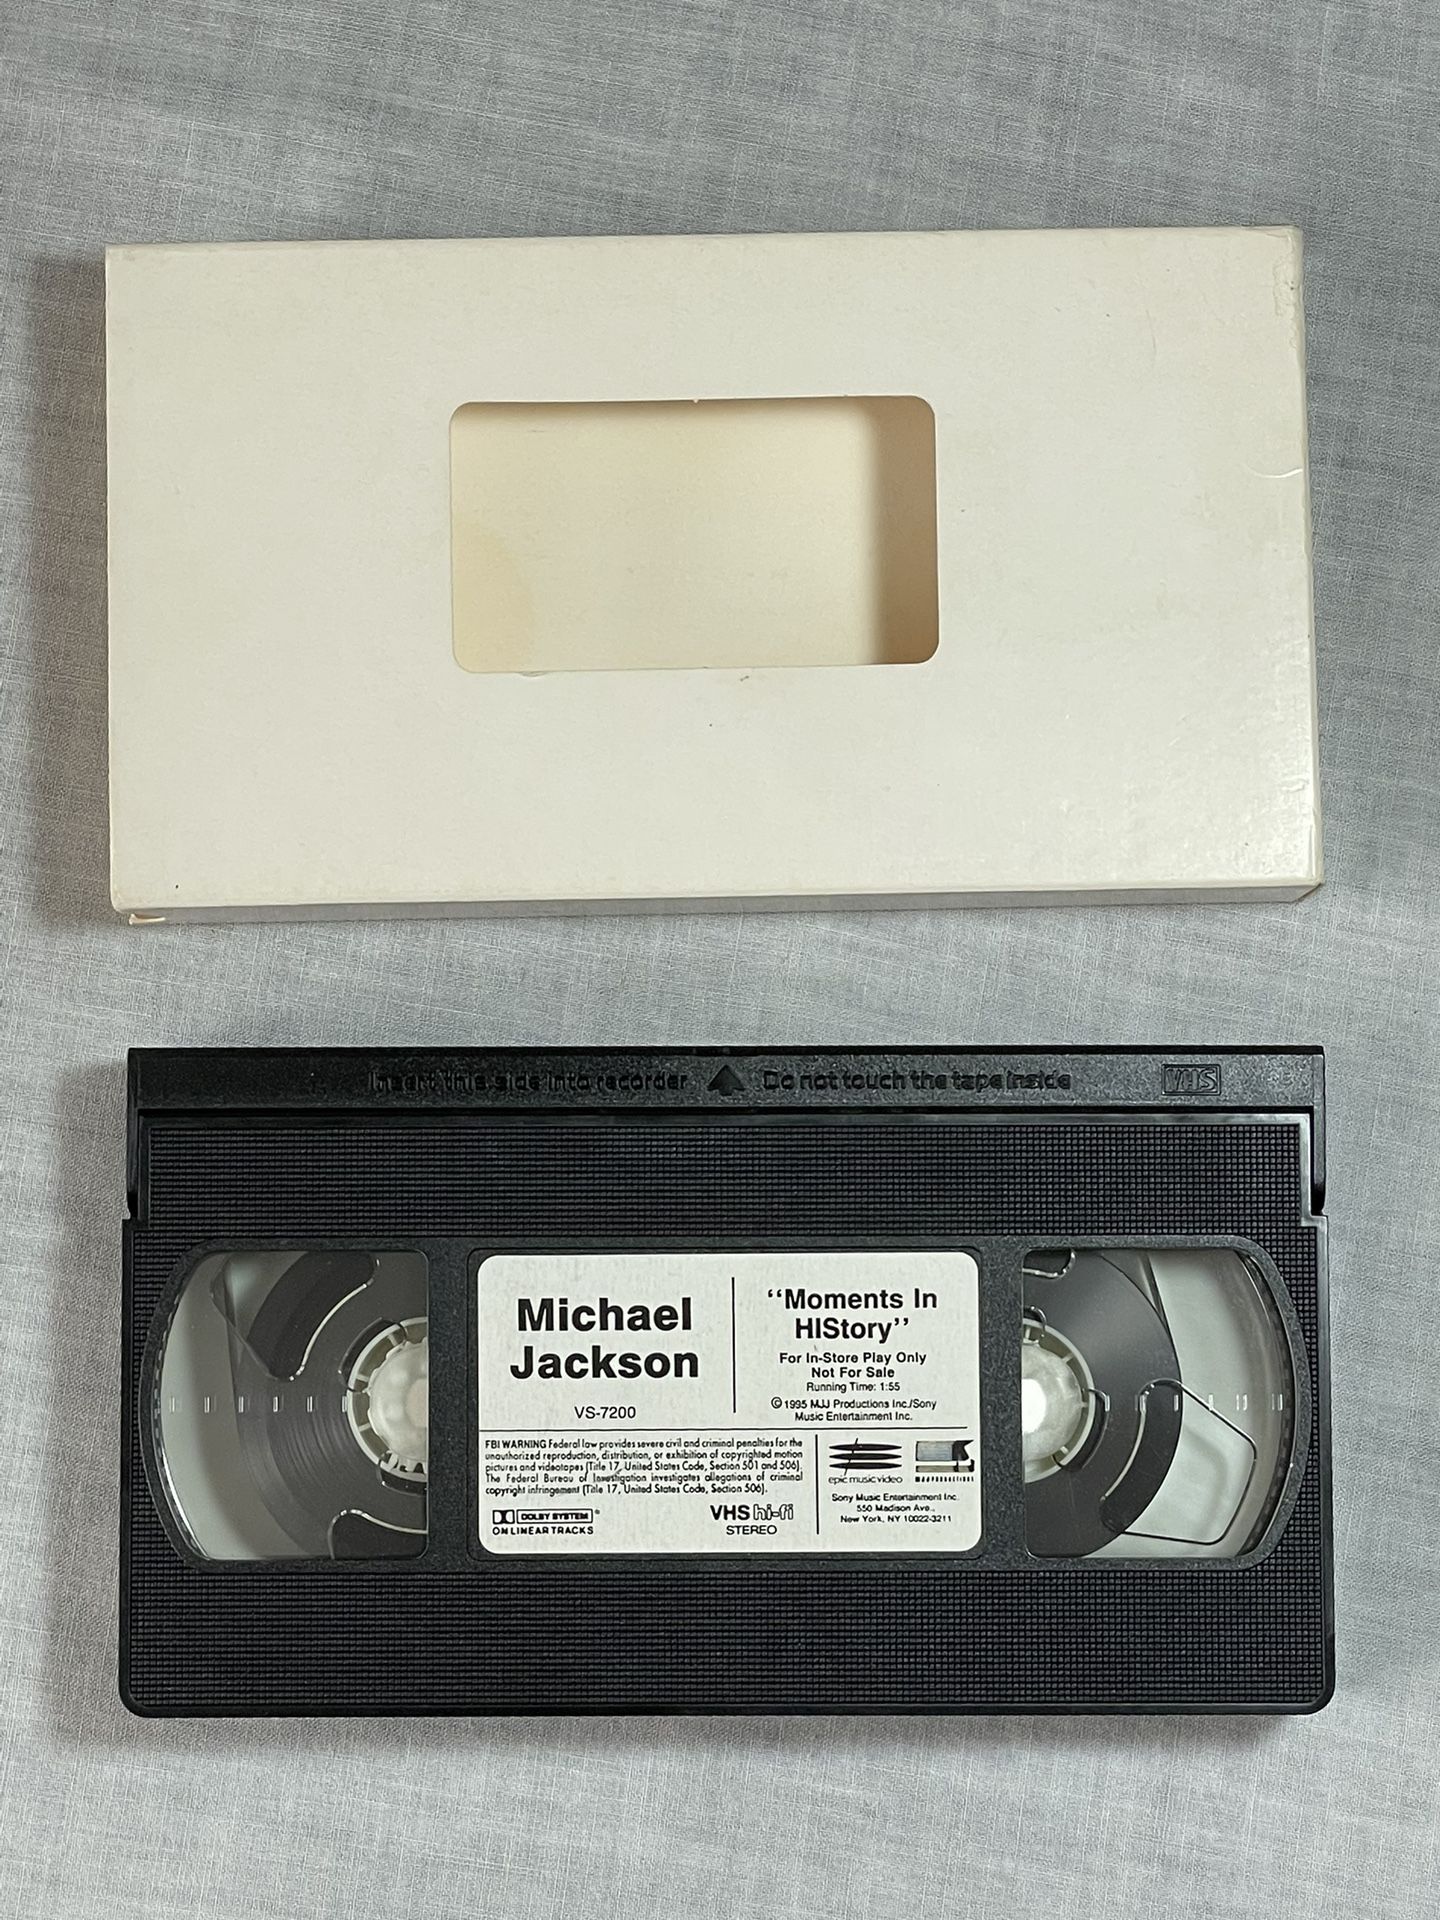 Insert this side into recorder ▲ Do not touch the tape inside VHS
Michael
Jackson
VS-7200
“Moments In
HIStory”
For In-Store Play Only
Not For Sale
Running Time: 1:55
© 1995 MJJ Productions Inc./Sony
Music Entertainment Inc.
FBI WARNING Federal law provides severe civil and criminal penalties for the
unauthorized reproduction, distribution, or exhibition of copyrighted motion
pictures and videotapes (Title 17, United States Code, Section 501 and 506).
The Federal Bureau of Investigation investigates allegations of criminal
copyright infringement (Title 17, United States Code, Section 506).
DOLBY SYSTEM®
ON LINEAR TRACKS
VHS hi-fi
STEREO
epic music video
MJJ PRODUCTIONS
Sony Music Entertainment Inc.
550 Madison Ave.,
New York, NY 10022-3211